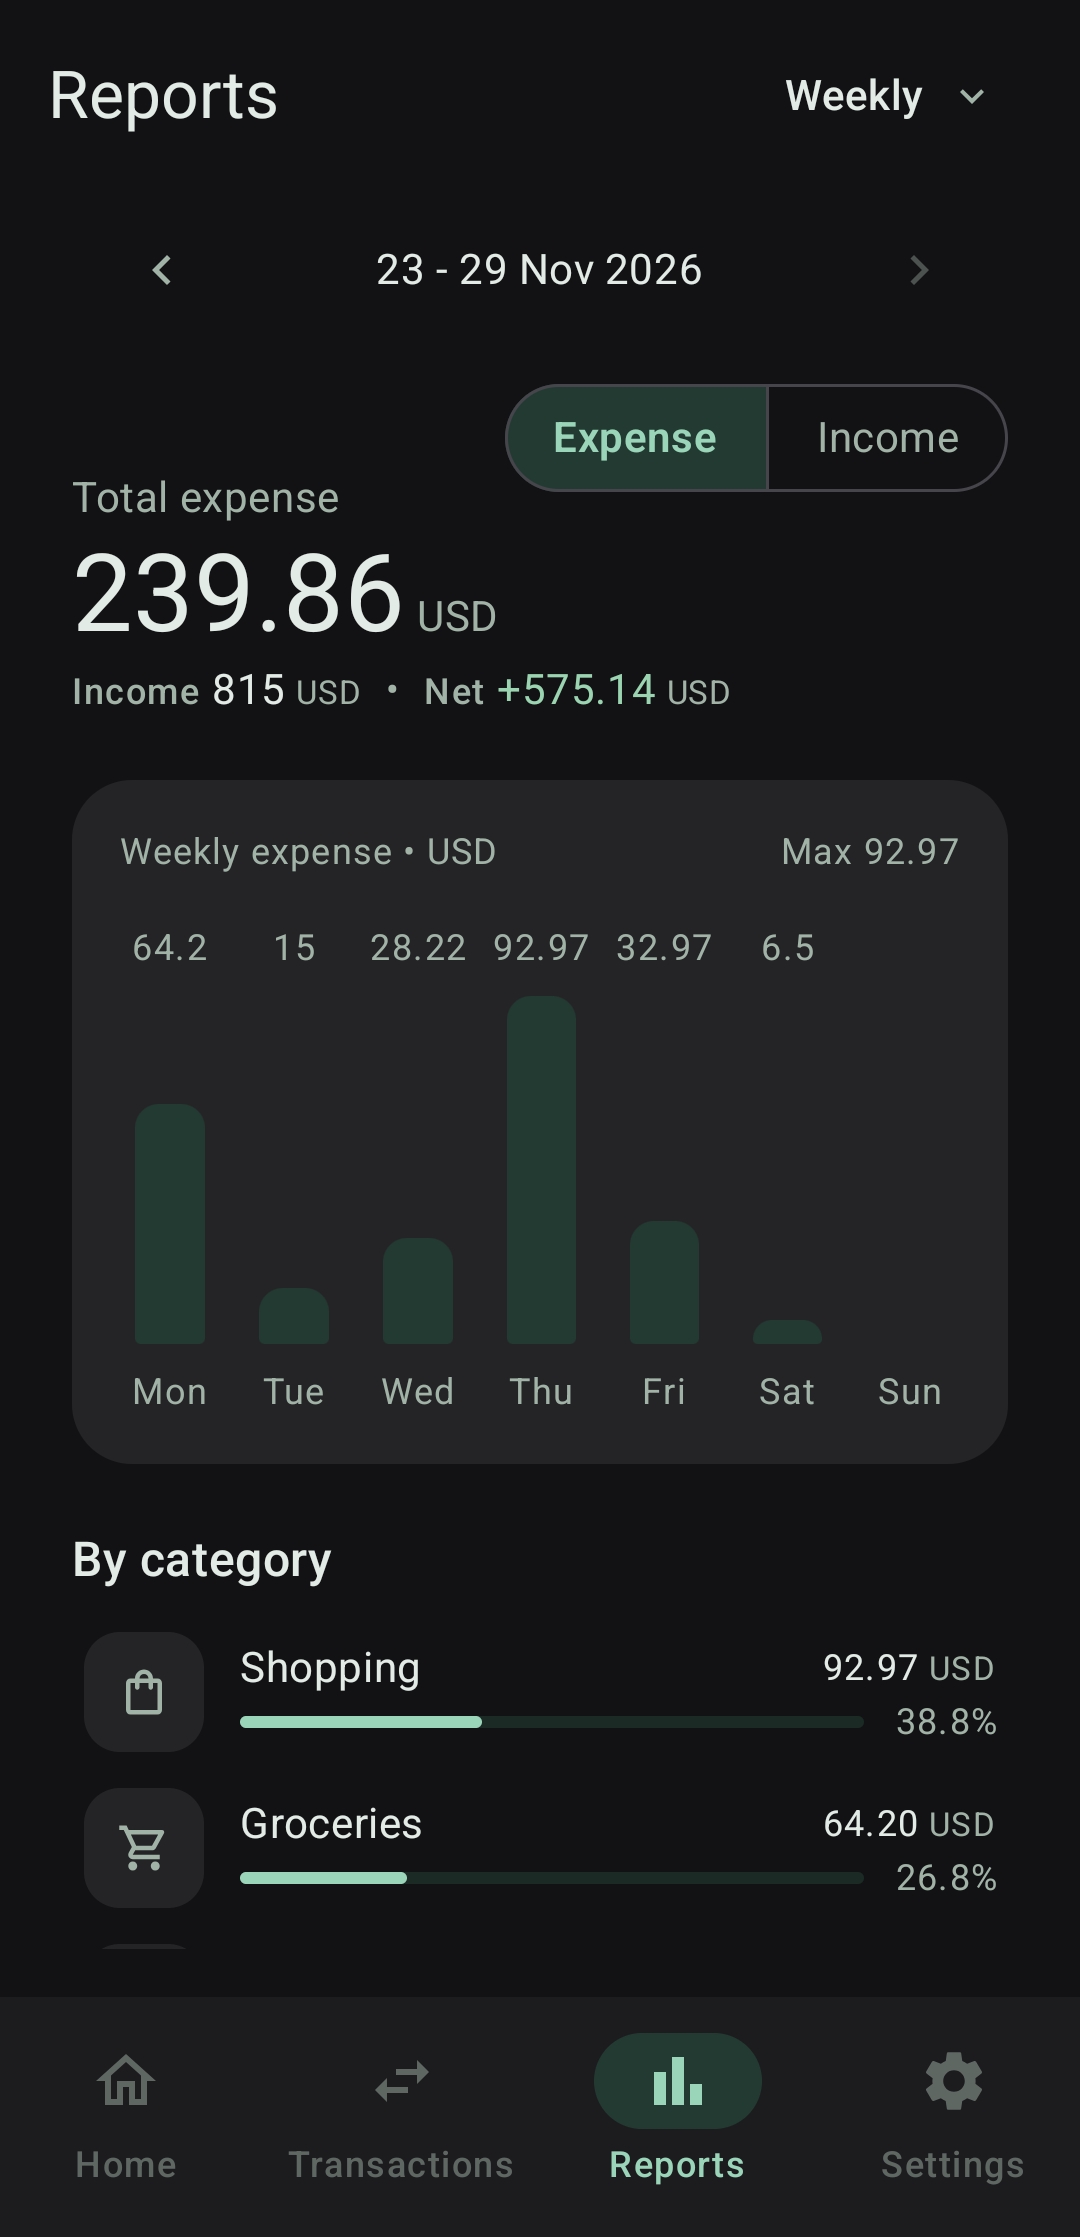 Reports
Weekly
23 - 29 Nov 2026
Expense
Income
Total expense
239.86 USD
Income 815 USD • Net +575.14 USD
Weekly expense • USD
Max 92.97
64.2 15 28.22 92.97 32.97 6.5
Mon Tue Wed Thu Fri Sat Sun
By category
Shopping
92.97 USD
38.8%
Groceries
64.20 USD
26.8%
Home Transactions Reports Settings